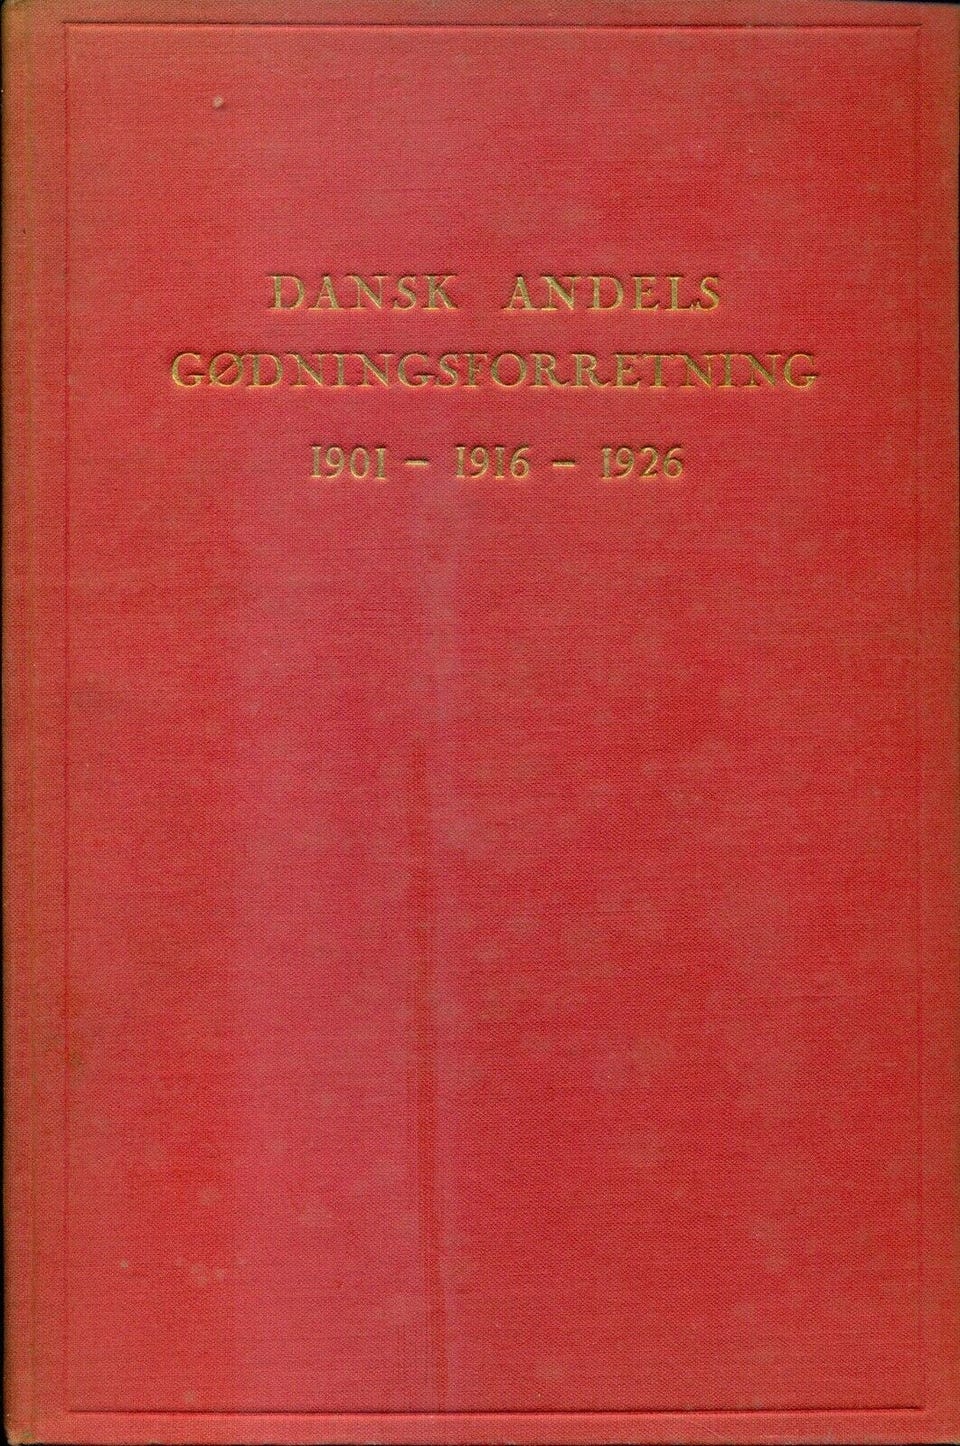 DANSK ANDELS
GØDNINGSFORRETNING
1901 - 1916 - 1926